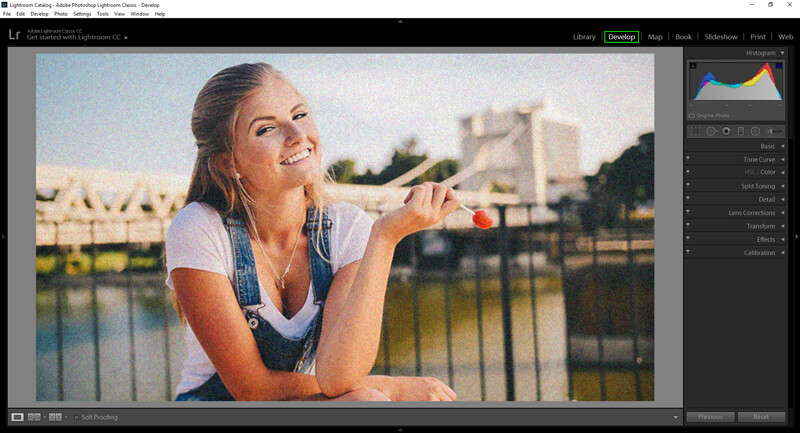 Lightroom Catalog - Adobe Photoshop Lightroom Classic - Develop
File Edit Develop Photo Settings Tools View Window Help
Lr
Adobe Lightroom Classic CC
Get started with Lightroom CC
Library | Develop | Map | Book | Slideshow | Print | Web
Histogram
Original Photo
Basic
Tone Curve
HSL / Color
Split Toning
Detail
Lens Corrections
Transform
Effects
Calibration
Soft Proofing
Previous Reset